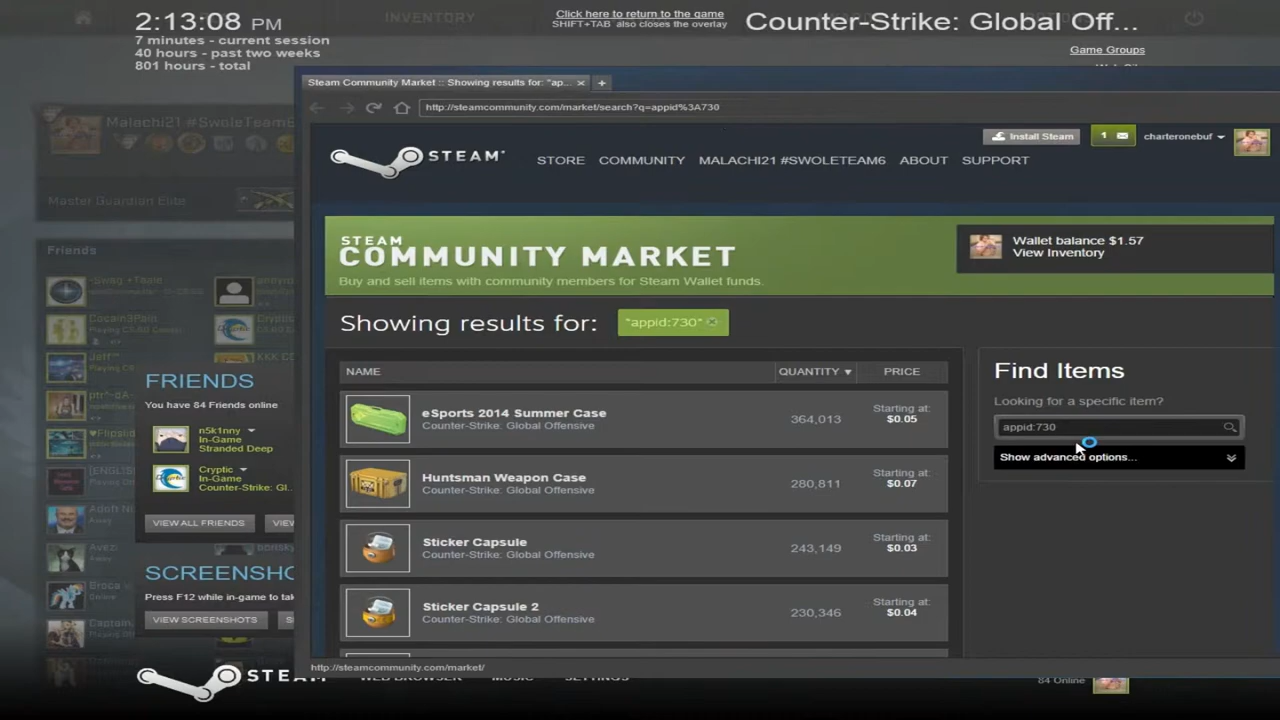 2:13:08 PM
7 minutes - current session
40 hours - past two weeks
801 hours - total
INVENTORY
Click here to return to the game
SHIFT+TAB also closes the overlay
Counter-Strike: Global Off...
Game Groups
Steam Community Market :: Showing results for: "ap...
http://steamcommunity.com/market/search?q=appid%3A730
Malachi21 #SwoleTeam6
Master Guardian Elite
Install Steam
1
charteronebuf
STEAM
STORE
COMMUNITY
MALACHI21 #SWOLETEAM6
ABOUT
SUPPORT
STEAM
COMMUNITY MARKET
Buy and sell items with community members for Steam Wallet funds.
Wallet balance $1.57
View Inventory
Showing results for:
"appid:730"
NAME
QUANTITY
PRICE
eSports 2014 Summer Case
Counter-Strike: Global Offensive
364,013
Starting at:
$0.05
Huntsman Weapon Case
Counter-Strike: Global Offensive
280,811
Starting at:
$0.07
Sticker Capsule
Counter-Strike: Global Offensive
243,149
Starting at:
$0.03
Sticker Capsule 2
Counter-Strike: Global Offensive
230,346
Starting at:
$0.04
Find Items
Looking for a specific item?
appid:730
Show advanced options...
Friends
Cryptic
KKK
FRIENDS
You have 84 Friends online
n5k1nny
In-Game
Stranded Deep
Cryptic
In-Game
Counter-Strike: Gl...
VIEW ALL FRIENDS
VIEW
Away
Avez
Away
Eroca
Online
SCREENSHO
Press F12 while in-game to tak
VIEW SCREENSHOTS
S
http://steamcommunity.com/market/
STEAM
WEB BROWSER
MUSIC
SETTINGS
84 Online